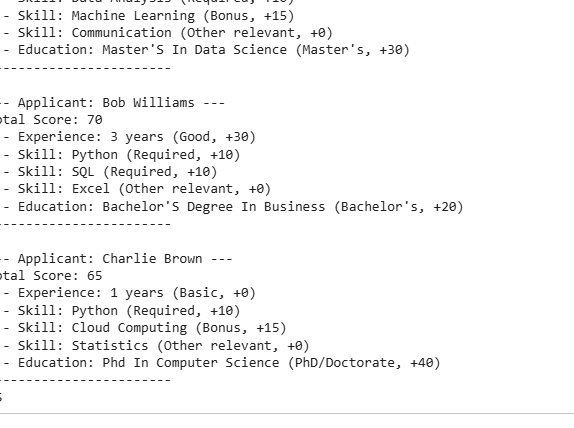 - Skill: Machine Learning (Bonus, +15)
- Skill: Communication (Other relevant, +0)
- Education: Master'S In Data Science (Master's, +30)
-----------------------
-- Applicant: Bob Williams ---
otal Score: 70
- Experience: 3 years (Good, +30)
- Skill: Python (Required, +10)
- Skill: SQL (Required, +10)
- Skill: Excel (Other relevant, +0)
- Education: Bachelor'S Degree In Business (Bachelor's, +20)
-----------------------
-- Applicant: Charlie Brown ---
otal Score: 65
- Experience: 1 years (Basic, +0)
- Skill: Python (Required, +10)
- Skill: Cloud Computing (Bonus, +15)
- Skill: Statistics (Other relevant, +0)
- Education: Phd In Computer Science (PhD/Doctorate, +40)
-----------------------